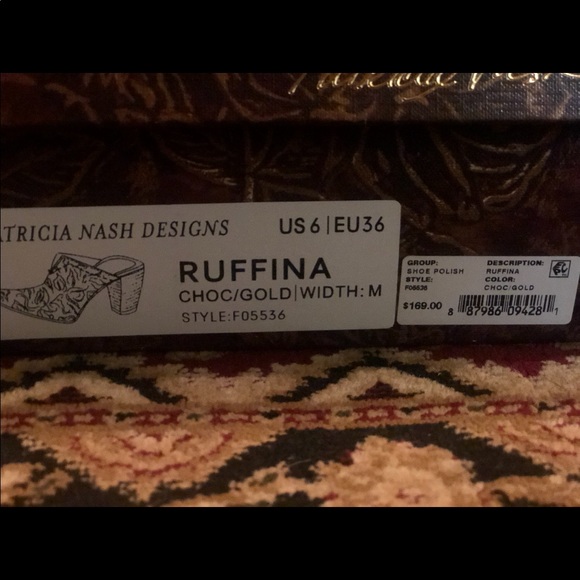 ATRICIA NASH DESIGNS
US 6 | EU36
RUFFINA
CHOC/GOLD | WIDTH: M
STYLE: F05536
GROUP:
SHOE POLISH
STYLE:
F05536
$169.00
DESCRIPTION:
RUFFINA
COLOR:
CHOC/GOLD
8 87986 09428 1